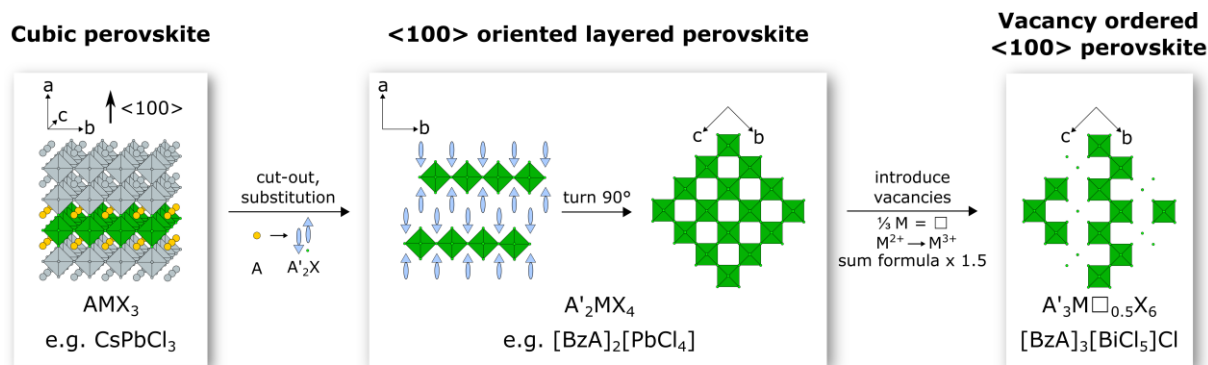 Cubic perovskite
<100> oriented layered perovskite
Vacancy ordered
<100> perovskite
a
c
b
<100>
AMX₃
e.g. CsPbCl₃
cut-out,
substitution
A
A'₂X
a
b
turn 90°
c
b
A'₂MX₄
e.g. [BzA]₂[PbCl₄]
introduce
vacancies
⅓ M = □
M²⁺→M³⁺
sum formula x 1.5
c
b
A'₃M□₀.₅X₆
[BzA]₃[BiCl₅]Cl